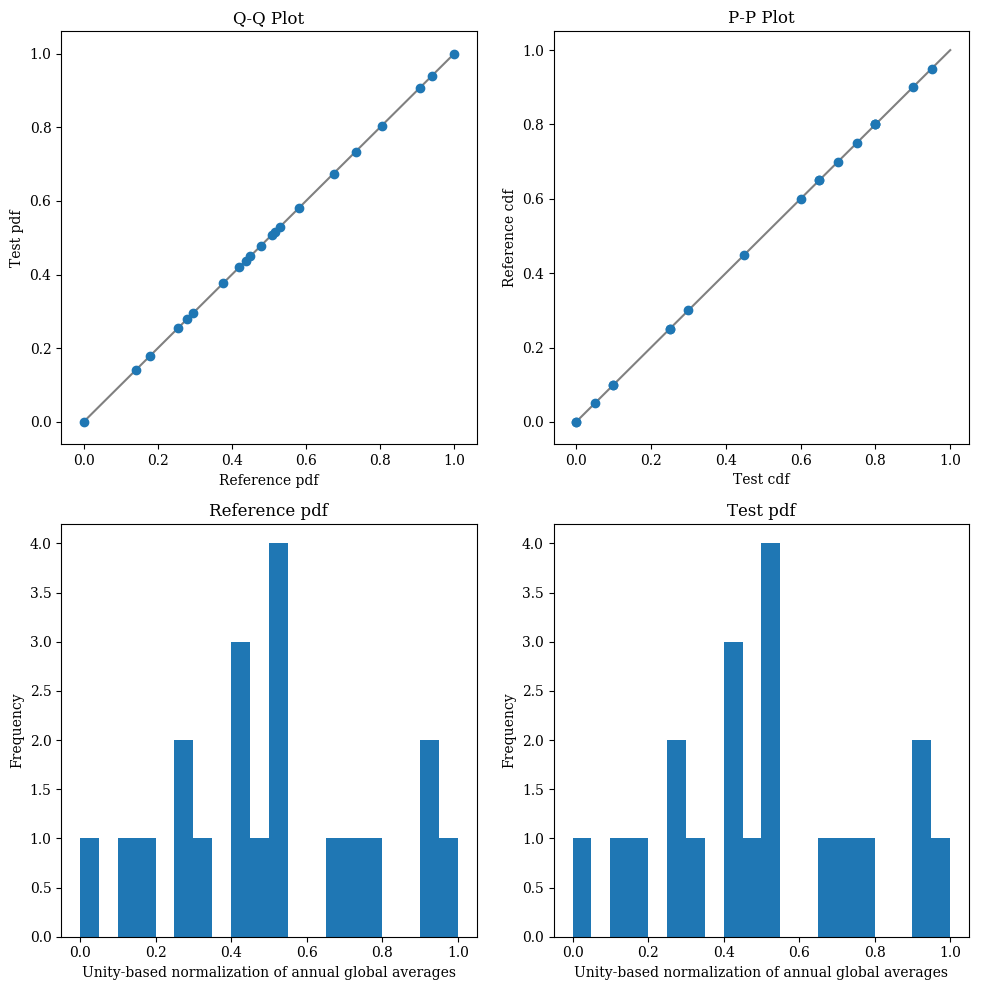 Q-Q Plot
1.0
0.8
0.6
0.4
0.2
0.0
Test pdf
0.0 0.2 0.4 0.6 0.8 1.0
Reference pdf
P-P Plot
1.0
0.8
0.6
0.4
0.2
0.0
Reference cdf
0.0 0.2 0.4 0.6 0.8 1.0
Test cdf
Reference pdf
4.0
3.5
3.0
2.5
2.0
1.5
1.0
0.5
0.0
Frequency
0.0 0.2 0.4 0.6 0.8 1.0
Unity-based normalization of annual global averages
Test pdf
4.0
3.5
3.0
2.5
2.0
1.5
1.0
0.5
0.0
Frequency
0.0 0.2 0.4 0.6 0.8 1.0
Unity-based normalization of annual global averages